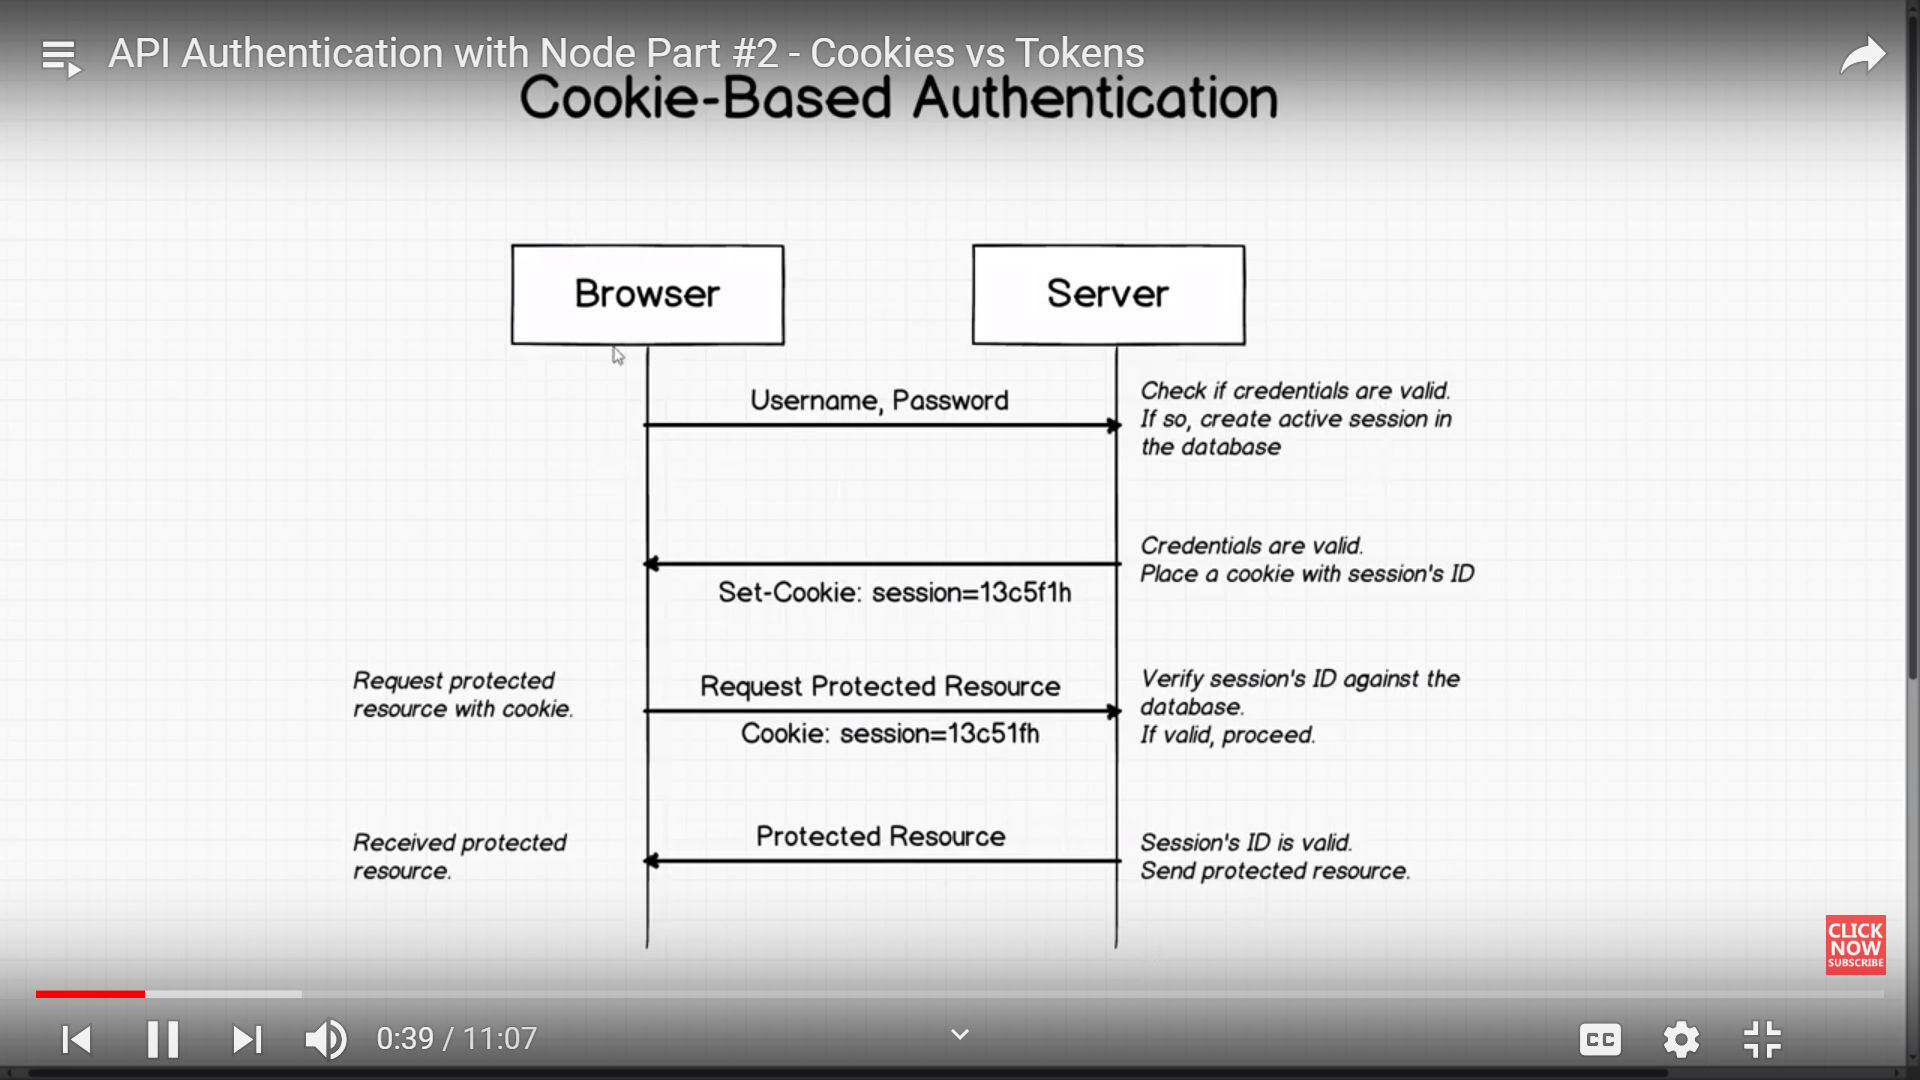 API Authentication with Node Part #2 - Cookies vs Tokens
Cookie-Based Authentication
Browser
Server
Username, Password
Check if credentials are valid.
If so, create active session in
the database
Credentials are valid.
Place a cookie with session's ID
Set-Cookie: session=13c5f1h
Request protected
resource with cookie.
Request Protected Resource
Cookie: session=13c51fh
Verify session's ID against the
database.
If valid, proceed.
Received protected
resource.
Protected Resource
Session's ID is valid.
Send protected resource.
CLICK
NOW
SUBSCRIBE
0:39 / 11:07
CC